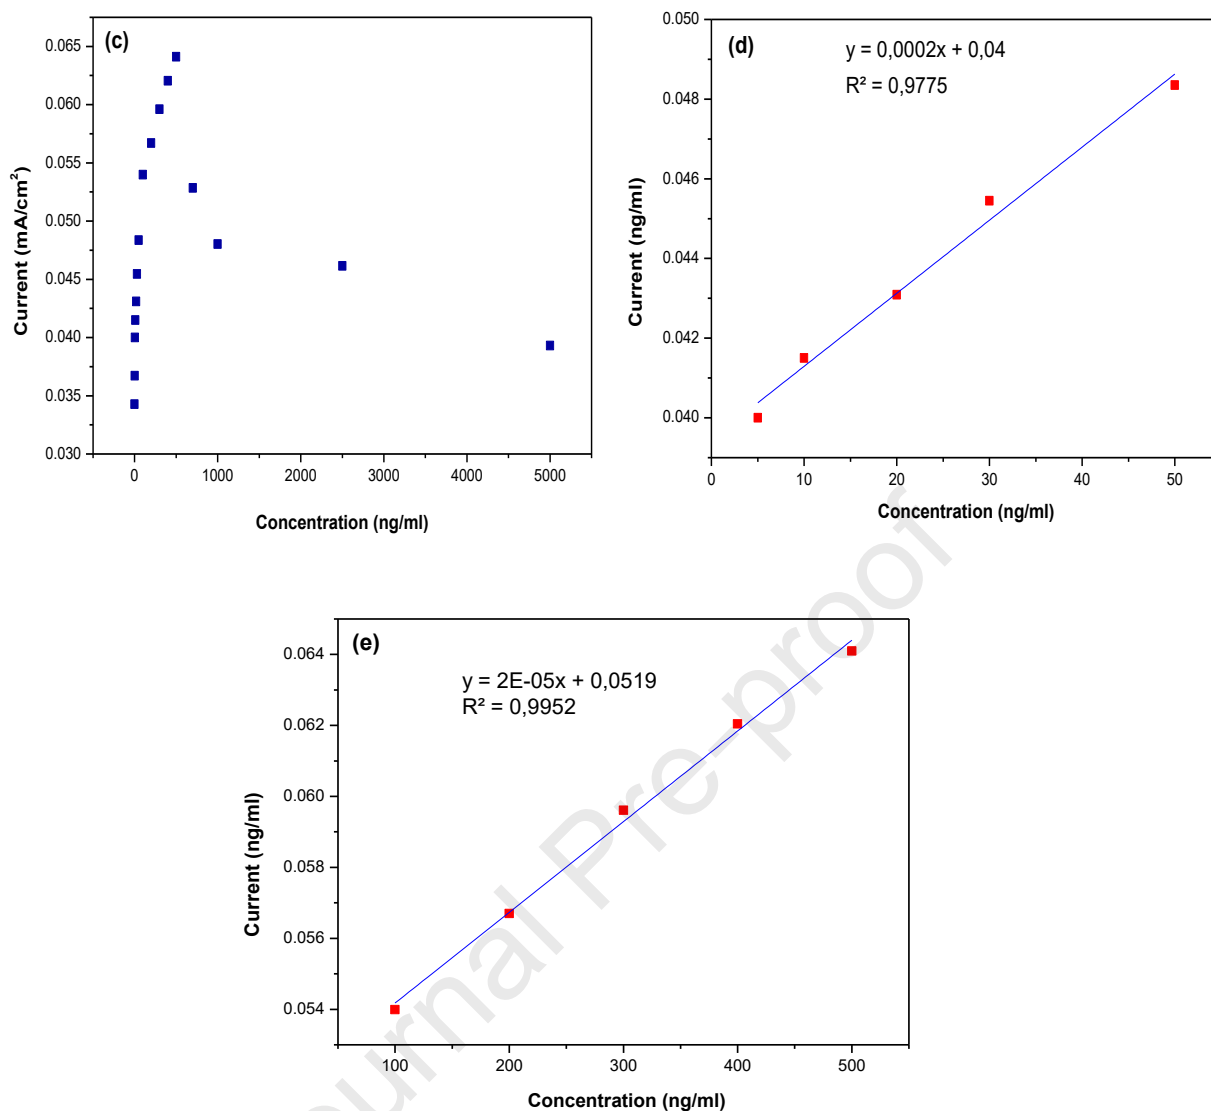 (c)
0.065
0.060
0.055
0.050
0.045
0.040
0.035
0.030
Current (mA/cm²)
0 1000 2000 3000 4000 5000
Concentration (ng/ml)
(d)
y = 0,0002x + 0,04
R² = 0,9775
0.050
0.048
0.046
0.044
0.042
0.040
Current (ng/ml)
0 10 20 30 40 50
Concentration (ng/ml)
(e)
y = 2E-05x + 0,0519
R² = 0,9952
0.064
0.062
0.060
0.058
0.056
0.054
Current (ng/ml)
100 200 300 400 500
Concentration (ng/ml)
urnal Pre-proof